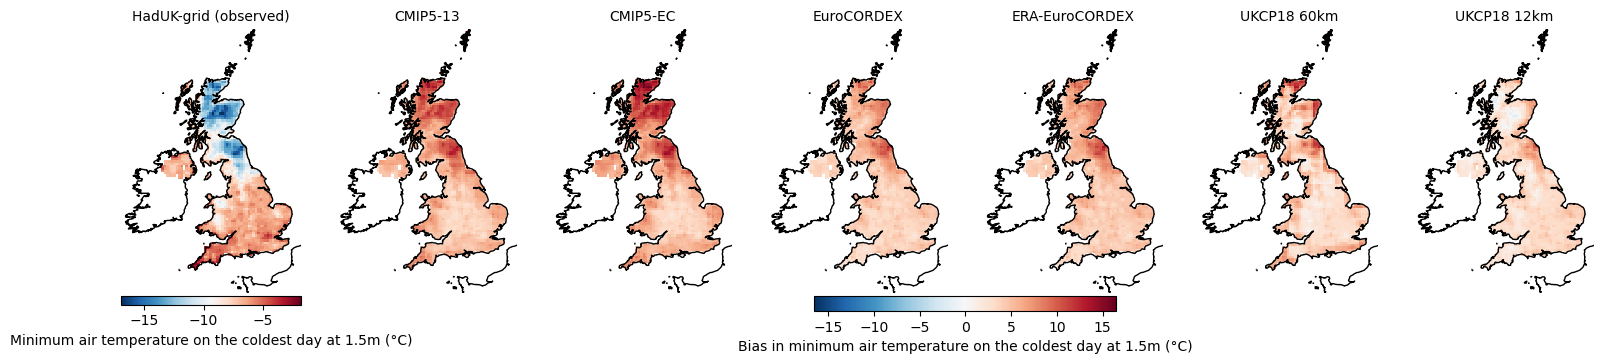 HadUK-grid (observed) CMIP5-13 CMIP5-EC EuroCORDEX ERA-EuroCORDEX UKCP18 60km UKCP18 12km
−15 −10 −5
Minimum air temperature on the coldest day at 1.5m (°C)
−15 −10 −5 0 5 10 15
Bias in minimum air temperature on the coldest day at 1.5m (°C)